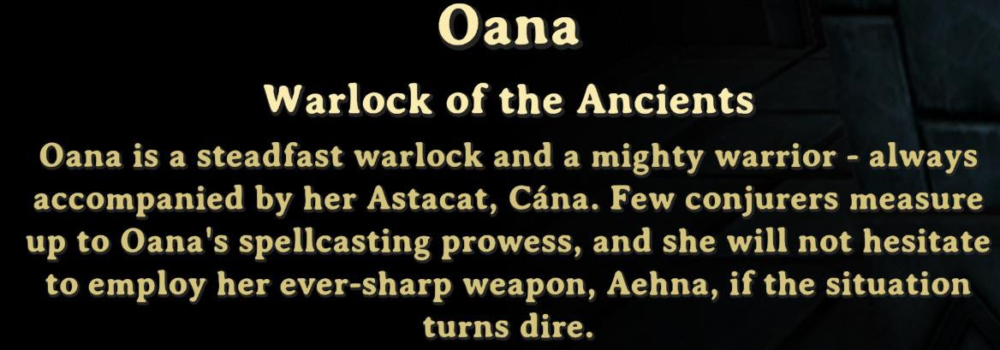 Oana
Warlock of the Ancients
Oana is a steadfast warlock and a mighty warrior - always
accompanied by her Astacat, Cána. Few conjurers measure
up to Oana's spellcasting prowess, and she will not hesitate
to employ her ever-sharp weapon, Aehna, if the situation
turns dire.